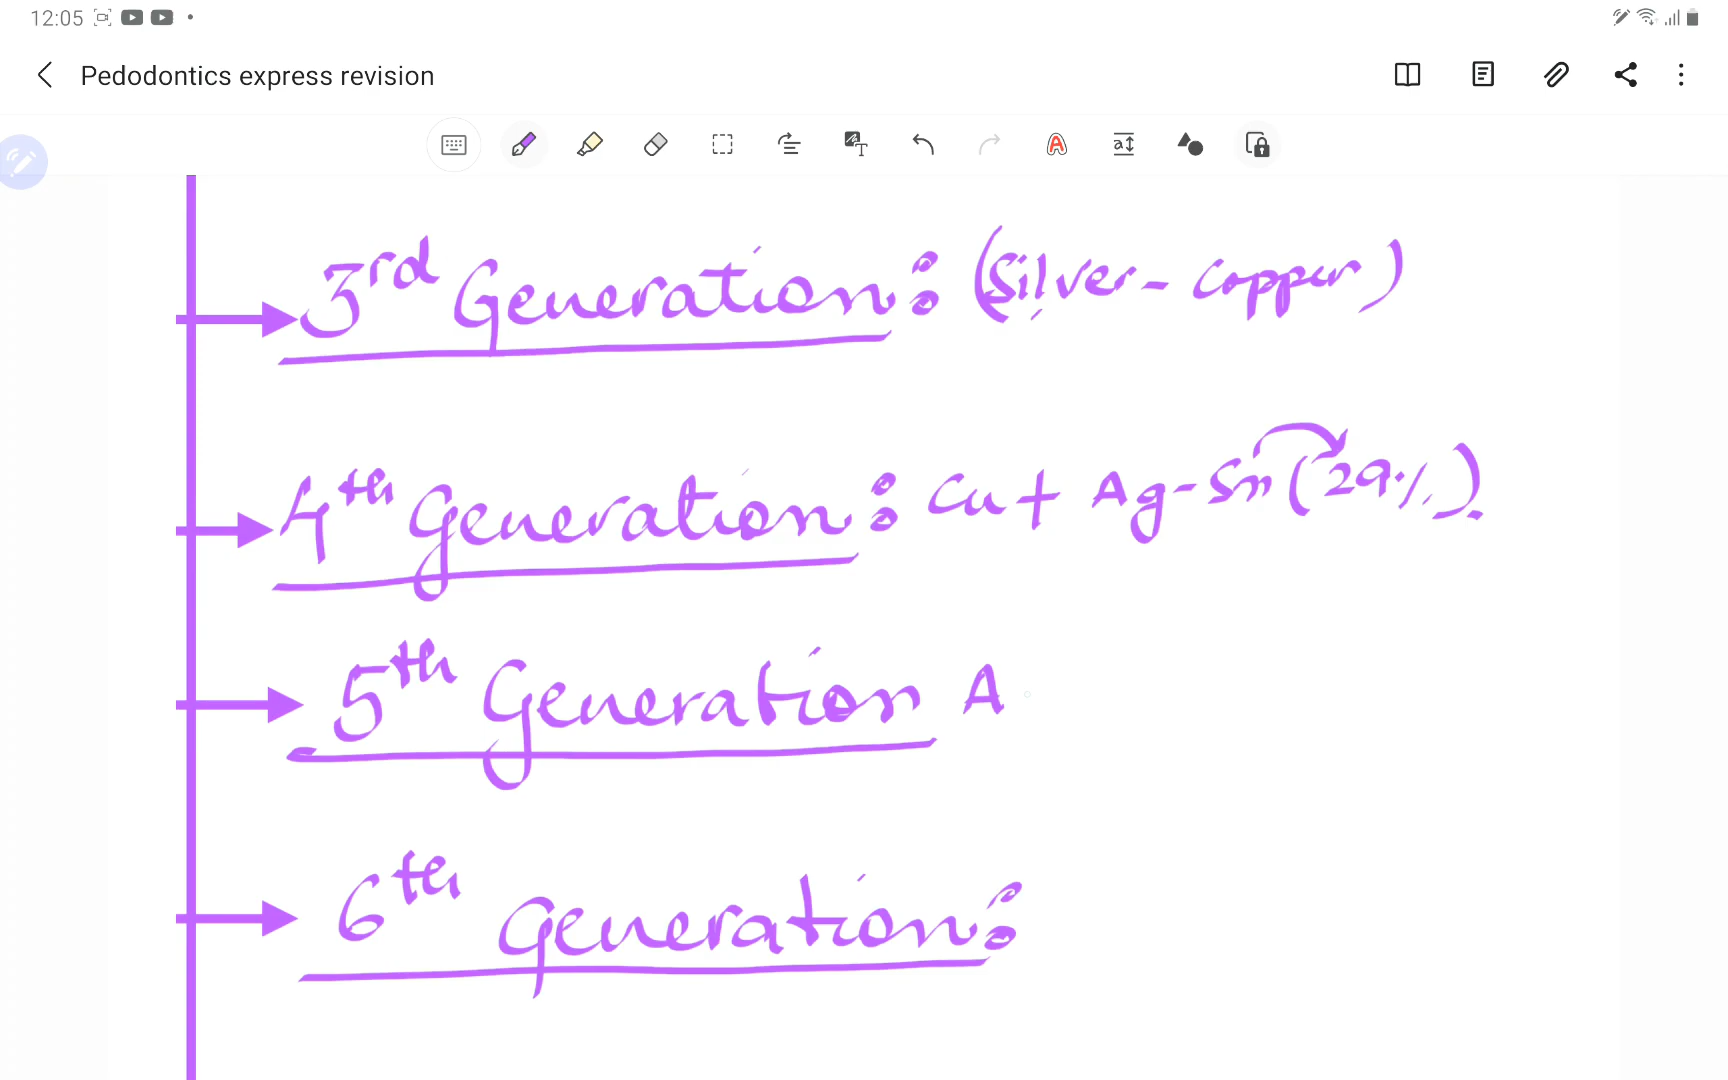 12:05
Pedodontics express revision
3rd Generation: (Silver-Copper)
4th Generation: Cu + Ag-Sn (29%).
5th Generation A
6th Generation: